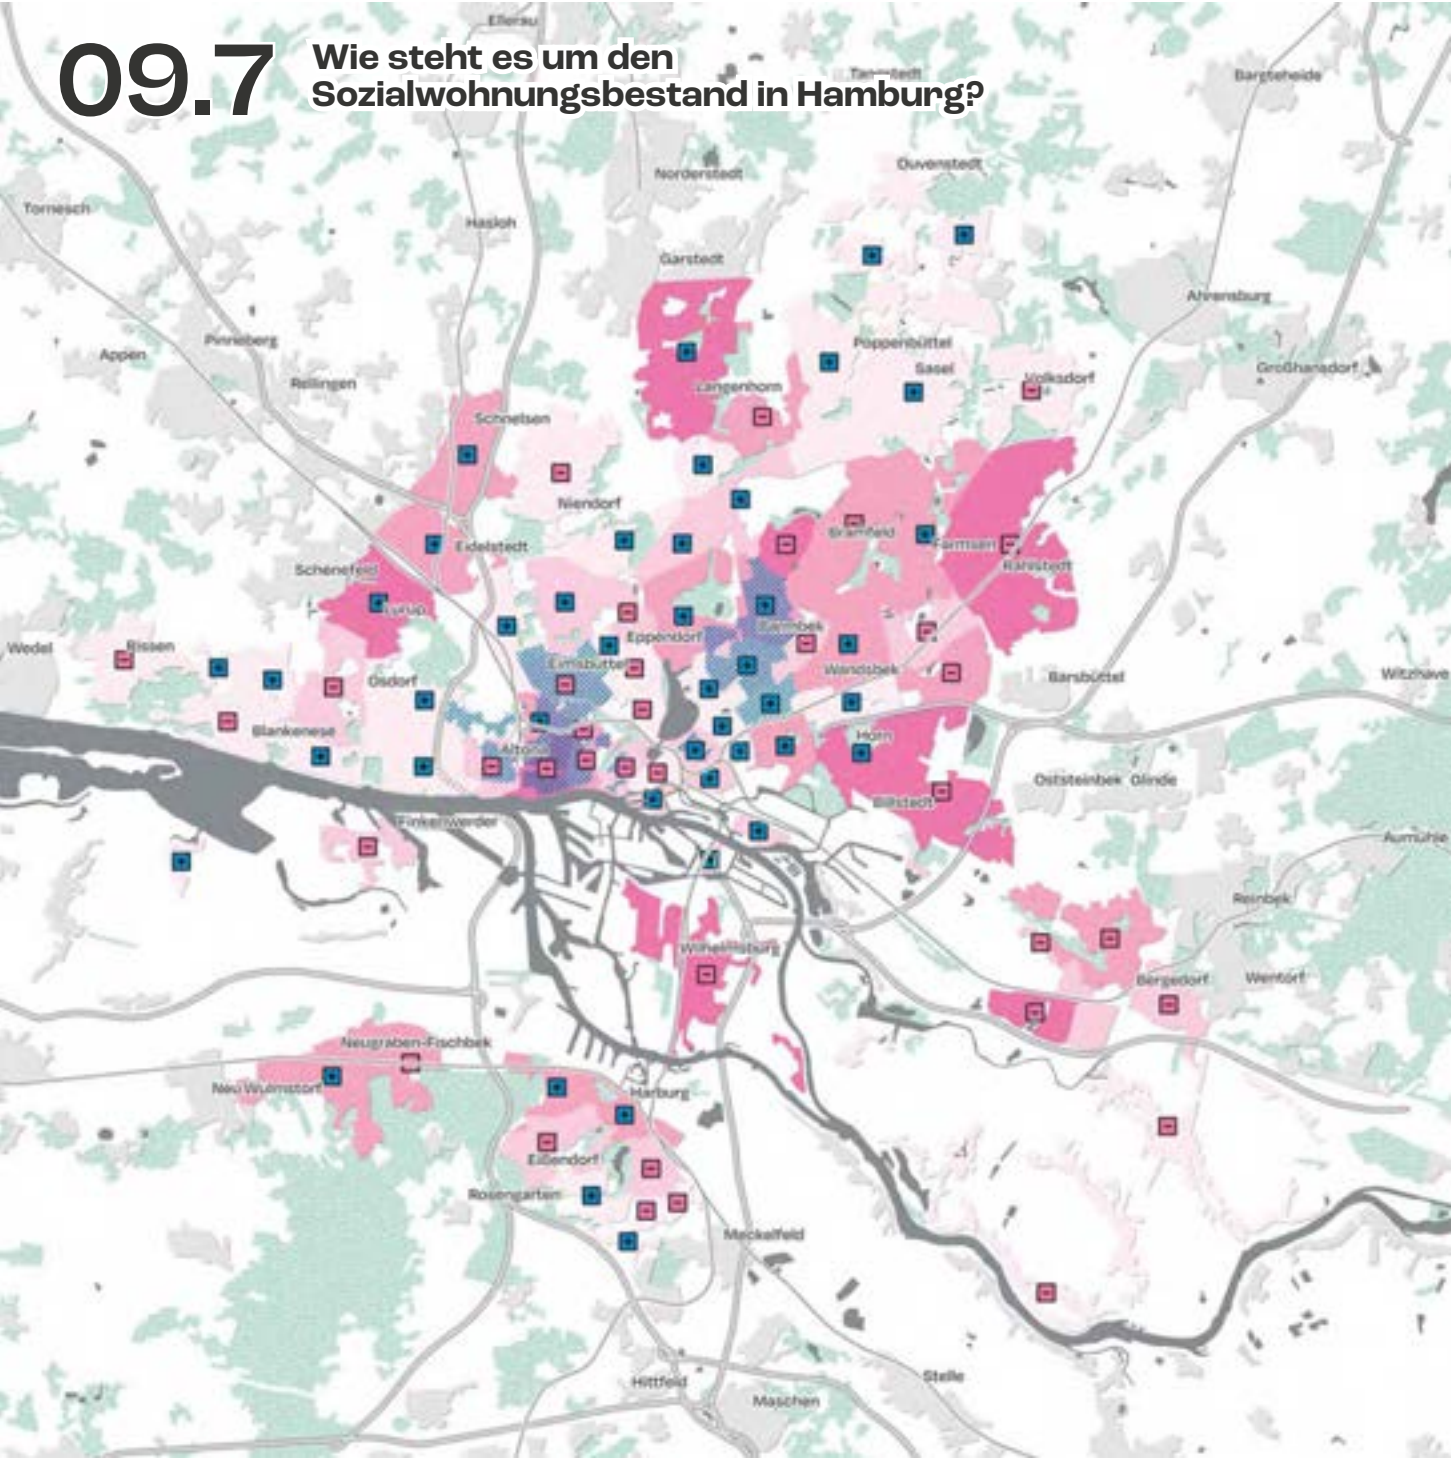 Ellerau
09.7
Wie steht es um den
Sozialwohnungsbestand in Hamburg?
Bargteheide
Duvenstedt
Norderstedt
Tornesch
Hasloh
Garstedt
Ahrensburg
Pinneberg
Appen
Poppenbüttel
Sasel
Großhansdorf
Rellingen
Langenhorn
Volksdorf
Schnelsen
Niendorf
Bramfeld
Eidelstedt
Farmsen
Schenefeld
Rahlstedt
Lurup
Barmbek
Eppendorf
Wedel
Rissen
Eimsbüttel
Wandsbek
Osdorf
Barsbüttel
Witzhave
Blankenese
Horn
Altona
Oststeinbek
Glinde
Billstedt
Finkenwerder
Aumühle
Reinbek
Wilhelmsburg
Bergedorf
Wentorf
Neugraben-Fischbek
Neu Wulmstorf
Harburg
Eißendorf
Rosengarten
Meckelfeld
Stelle
Hittfeld
Maschen